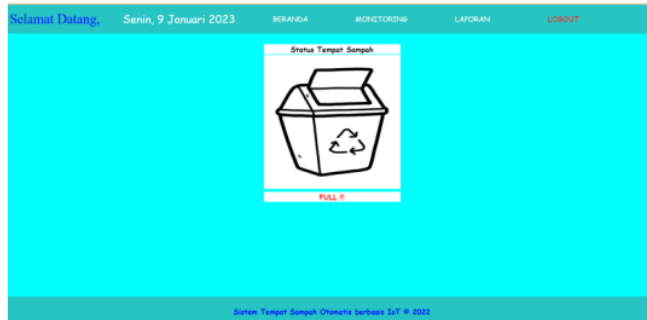 Selamat Datang, Senin, 9 Januari 2023 BERANDA MONITORING LAPORAN LOGOUT
Status Tempat Sampah
FULL !!!
Sistem Tempat Sampah Otomatis berbasis IoT © 2022